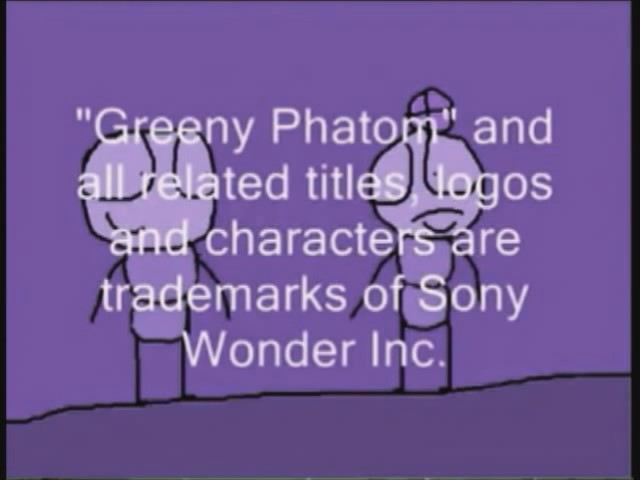 "Greeny Phatom" and
all related titles, logos
and characters are
trademarks of Sony
Wonder Inc.